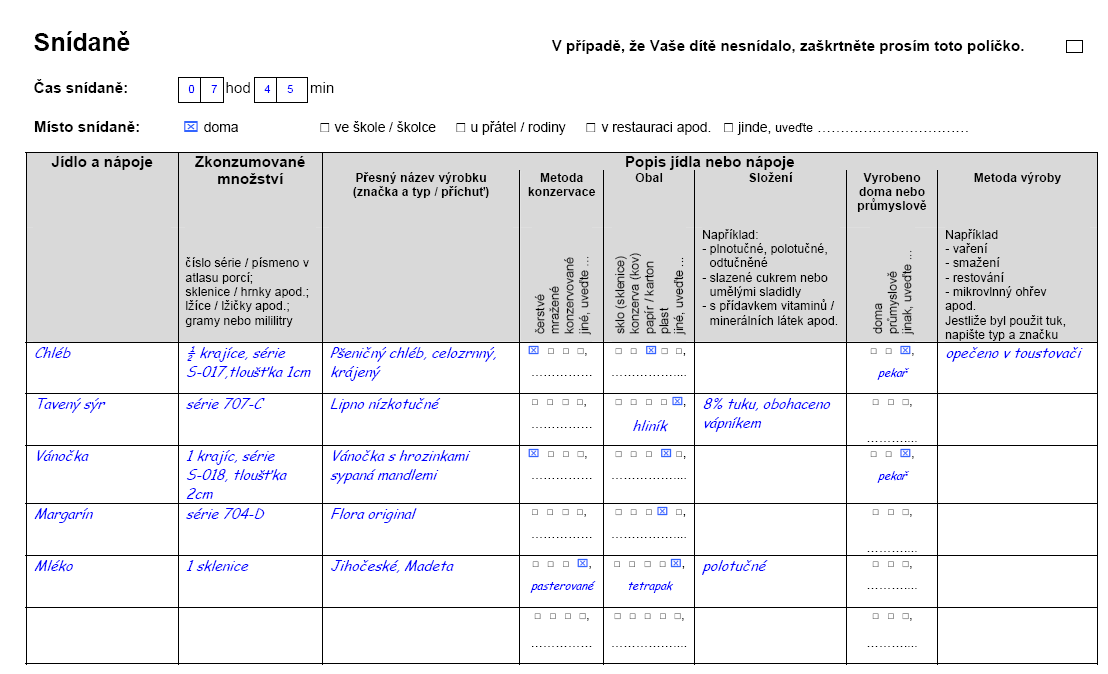 Snídaně
V případě, že Vaše dítě nesnídalo, zaškrtněte prosím toto políčko. ☐
Čas snídaně: 0 7 hod 4 5 min
Místo snídaně: ☒ doma ☐ ve škole / školce ☐ u přátel / rodiny ☐ v restauraci apod. ☐ jinde, uveďte ……………………………
Jídlo a nápoje
Zkonzumované
množství
číslo série / písmeno v
atlasu porcí;
sklenice / hrnky apod.;
lžíce / lžičky apod.;
gramy nebo mililitry
Popis jídla nebo nápoje
Přesný název výrobku
(značka a typ / příchuť)
Metoda
konzervace
čerstvé
mražené
konzervované
jiné, uveďte ...
Obal
sklo (sklenice)
konzerva (kov)
papír / karton
plast
jiné, uveďte ...
Složení
Například:
- plnotučné, polotučné,
odtučněné
- slazené cukrem nebo
umělými sladidly
- s přídavkem vitaminů /
minerálních látek apod.
Vyrobeno
doma nebo
průmyslově
doma
průmyslově
jinak, uveďte ...
Metoda výroby
Například
- vaření
- smažení
- restování
- mikrovlnný ohřev
apod.
Jestliže byl použit tuk,
napište typ a značku
Chléb
½ krajíce, série
S-017,tloušťka 1cm
Pšeničný chléb, celozrnný,
krájený
☒ ☐ ☐ ☐,
……………
☐ ☐ ☒ ☐ ☐,
………………...
☐ ☐ ☒,
pekař
opečeno v toustovači
Tavený sýr
série 707-C
Lipno nízkotučné
☐ ☐ ☐ ☐,
……………
☐ ☐ ☐ ☐ ☒,
hliník
8% tuku, obohaceno
vápníkem
☐ ☐ ☐,
………....
Vánočka
1 krajíc, série
S-018, tloušťka
2cm
Vánočka s hrozinkami
sypaná mandlemi
☒ ☐ ☐ ☐,
……………
☐ ☐ ☐ ☒ ☐,
………………...
☐ ☐ ☒,
pekař
Margarín
série 704-D
Flora original
☐ ☐ ☐ ☐,
……………
☐ ☐ ☐ ☒ ☐,
………………...
☐ ☐ ☐,
………....
Mléko
1 sklenice
Jihočeské, Madeta
☐ ☐ ☐ ☒,
pasterované
☐ ☐ ☐ ☐ ☒,
tetrapak
polotučné
☐ ☐ ☐,
………....
☐ ☐ ☐ ☐,
……………
☐ ☐ ☐ ☐ ☐,
………………...
☐ ☐ ☐,
………....